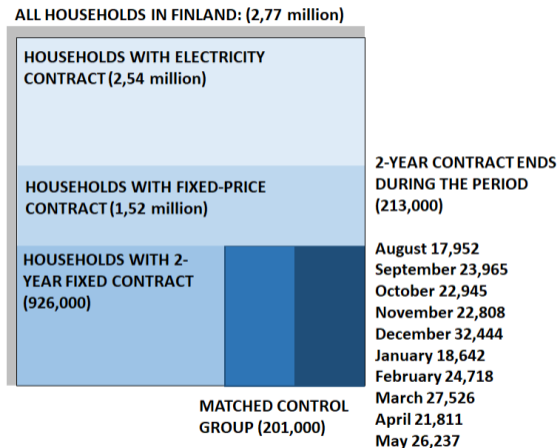 ALL HOUSEHOLDS IN FINLAND: (2,77 million)
HOUSEHOLDS WITH ELECTRICITY
CONTRACT (2,54 million)
HOUSEHOLDS WITH FIXED-PRICE
CONTRACT (1,52 million)
HOUSEHOLDS WITH 2-
YEAR FIXED CONTRACT
(926,000)
MATCHED CONTROL
GROUP (201,000)
2-YEAR CONTRACT ENDS
DURING THE PERIOD
(213,000)
August 17,952
September 23,965
October 22,945
November 22,808
December 32,444
January 18,642
February 24,718
March 27,526
April 21,811
May 26,237